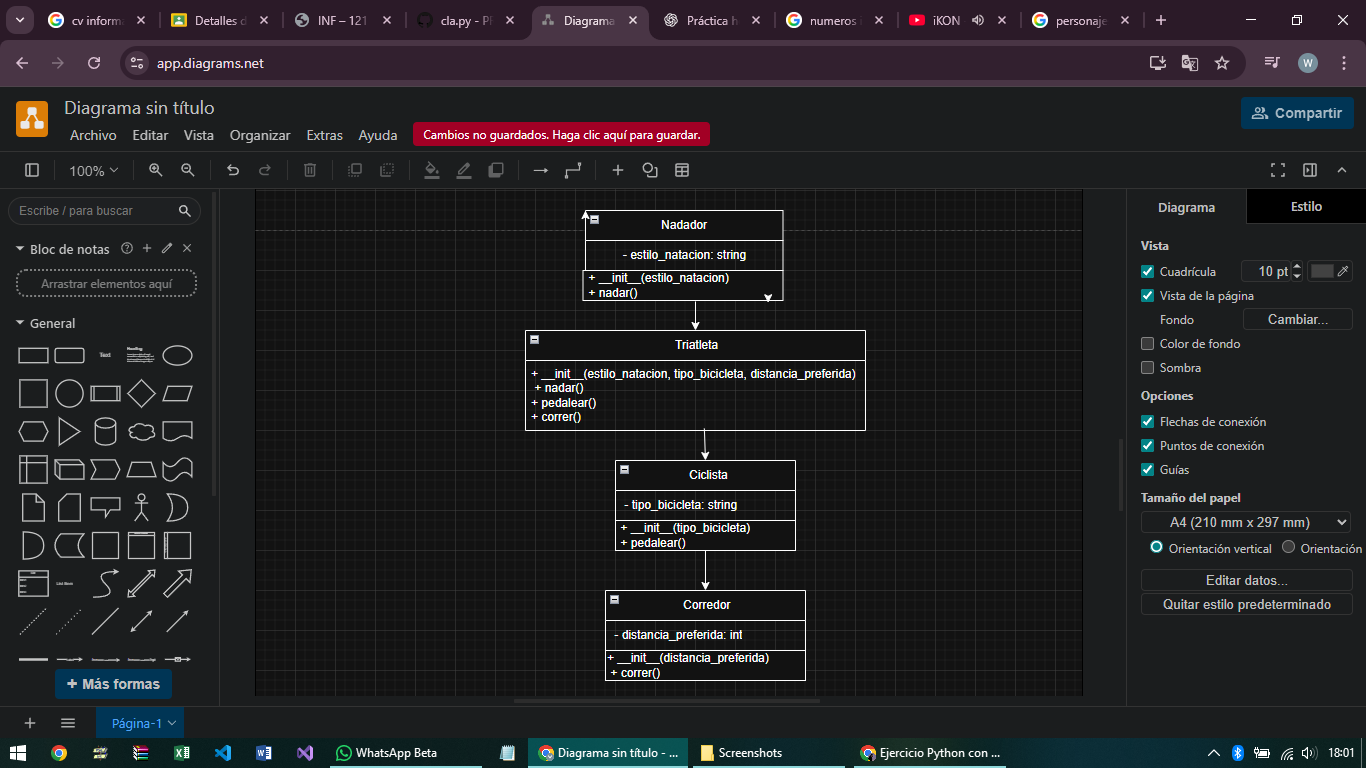 cv informa
Detalles d
INF – 121
cla.py - PR
Diagrama
Práctica h
numeros i
iKON
personaje
app.diagrams.net
W
Diagrama sin título
Archivo Editar Vista Organizar Extras Ayuda
Cambios no guardados. Haga clic aquí para guardar.
Compartir
100%
Escribe / para buscar
Bloc de notas
Arrastrar elementos aquí
General
Text
Heading
List Item
+ Más formas
Nadador
- estilo_natacion: string
+ __init__(estilo_natacion)
+ nadar()
Triatleta
+ __init__(estilo_natacion, tipo_bicicleta, distancia_preferida)
+ nadar()
+ pedalear()
+ correr()
Ciclista
- tipo_bicicleta: string
+ __init__(tipo_bicicleta)
+ pedalear()
Corredor
- distancia_preferida: int
+ __init__(distancia_preferida)
+ correr()
Diagrama
Estilo
Vista
Cuadrícula
10 pt
Vista de la página
Fondo
Cambiar...
Color de fondo
Sombra
Opciones
Flechas de conexión
Puntos de conexión
Guías
Tamaño del papel
A4 (210 mm x 297 mm)
Orientación vertical
Orientación
Editar datos...
Quitar estilo predeterminado
Página-1
WhatsApp Beta
Diagrama sin título - ...
Screenshots
Ejercicio Python con ...
18:01